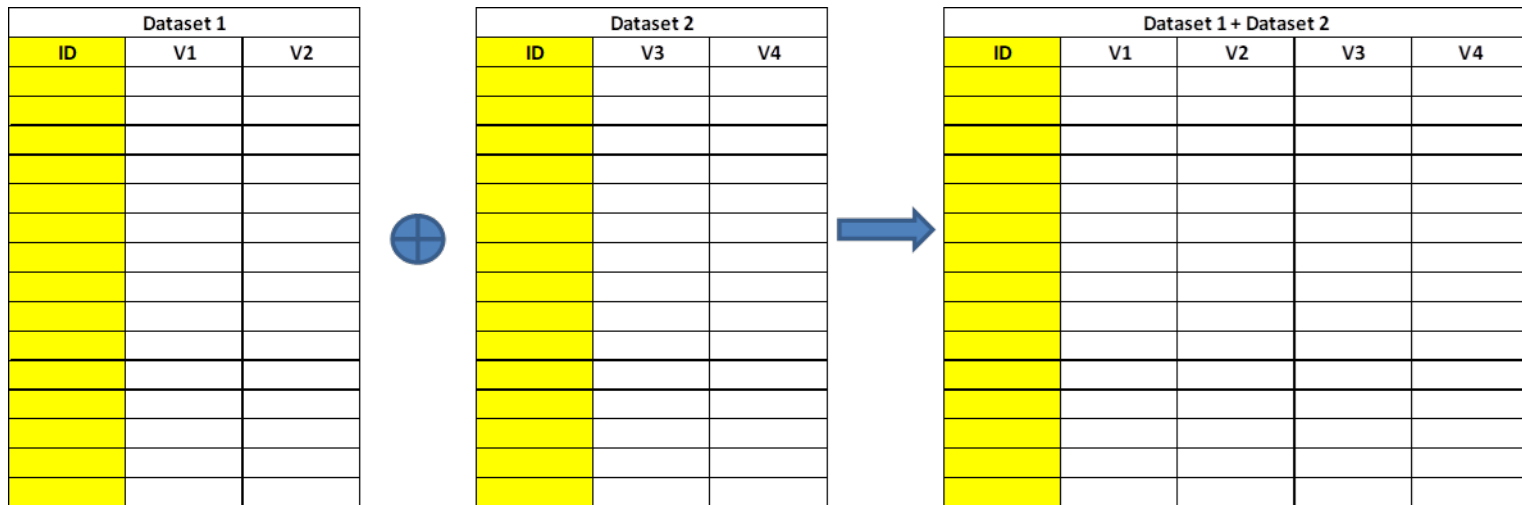 Dataset 1
ID V1 V2
Dataset 2
ID V3 V4
Dataset 1 + Dataset 2
ID V1 V2 V3 V4